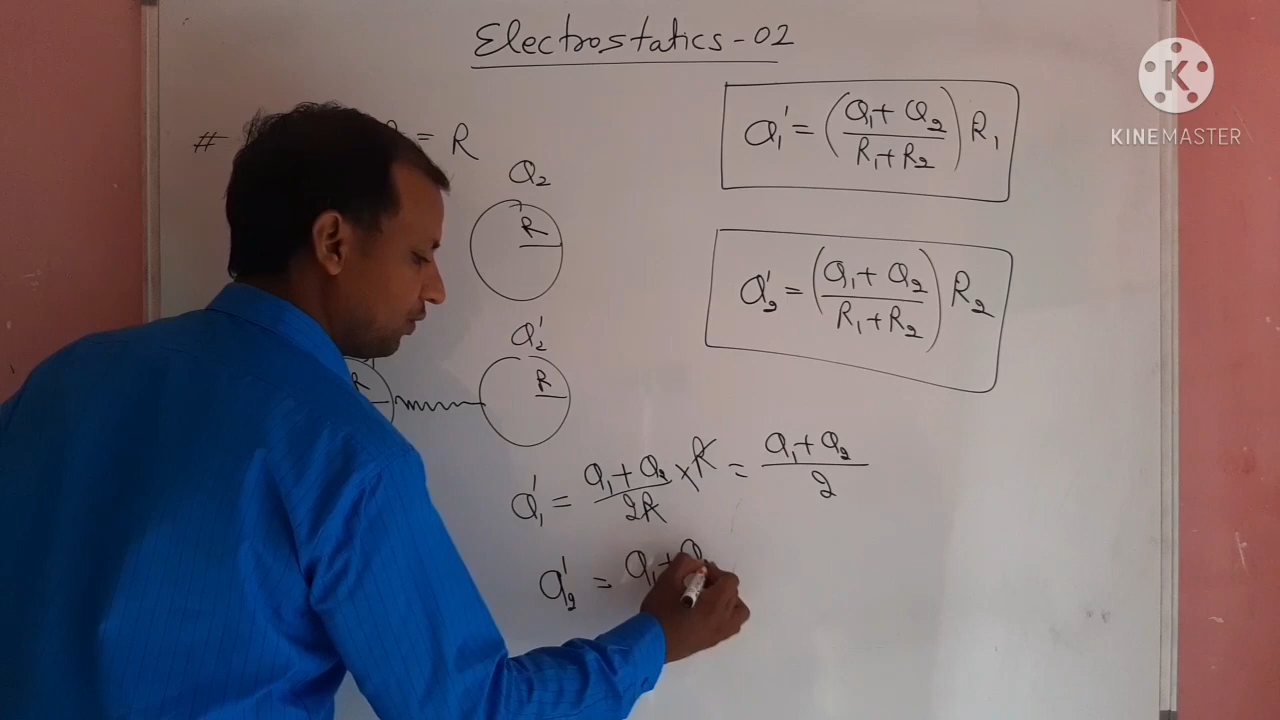 Electrostatics-02
# = R
Q₂
R
Q₁' = (Q₁ + Q₂ / R₁ + R₂) R₁
Q₂' = (Q₁ + Q₂ / R₁ + R₂) R₂
Q₂'
R
R
Q₁' = Q₁ + Q₂ / 2R × R = Q₁ + Q₂ / 2
Q₂' = Q₁ + Q
K
KINEMASTER